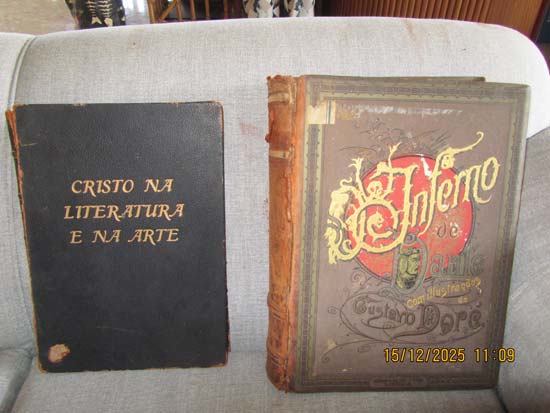 CRISTO NA
LITERATURA
E NA ARTE
O Inferno
de
Dante
com illustrações
de
Gustavo Doré
15/12/2025 11:09